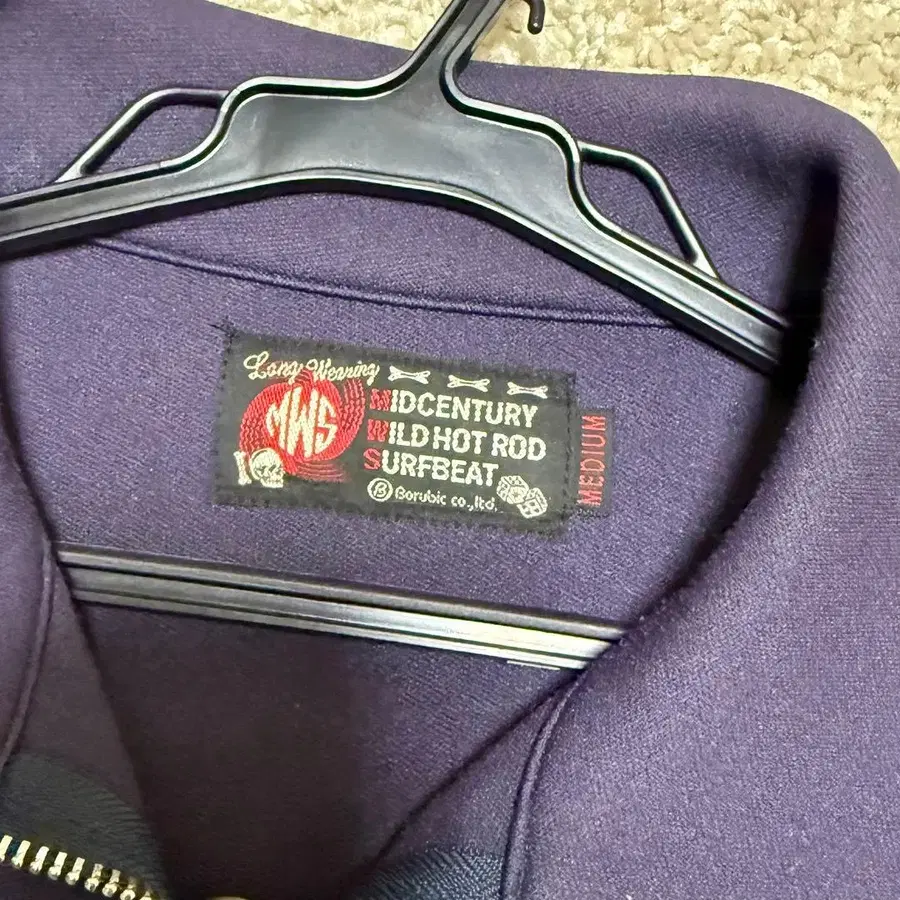 Long Wearing
MWS
MIDCENTURY
WILD HOT ROD
SURFBEAT
B Borubic co.,ltd.
MEDIUM